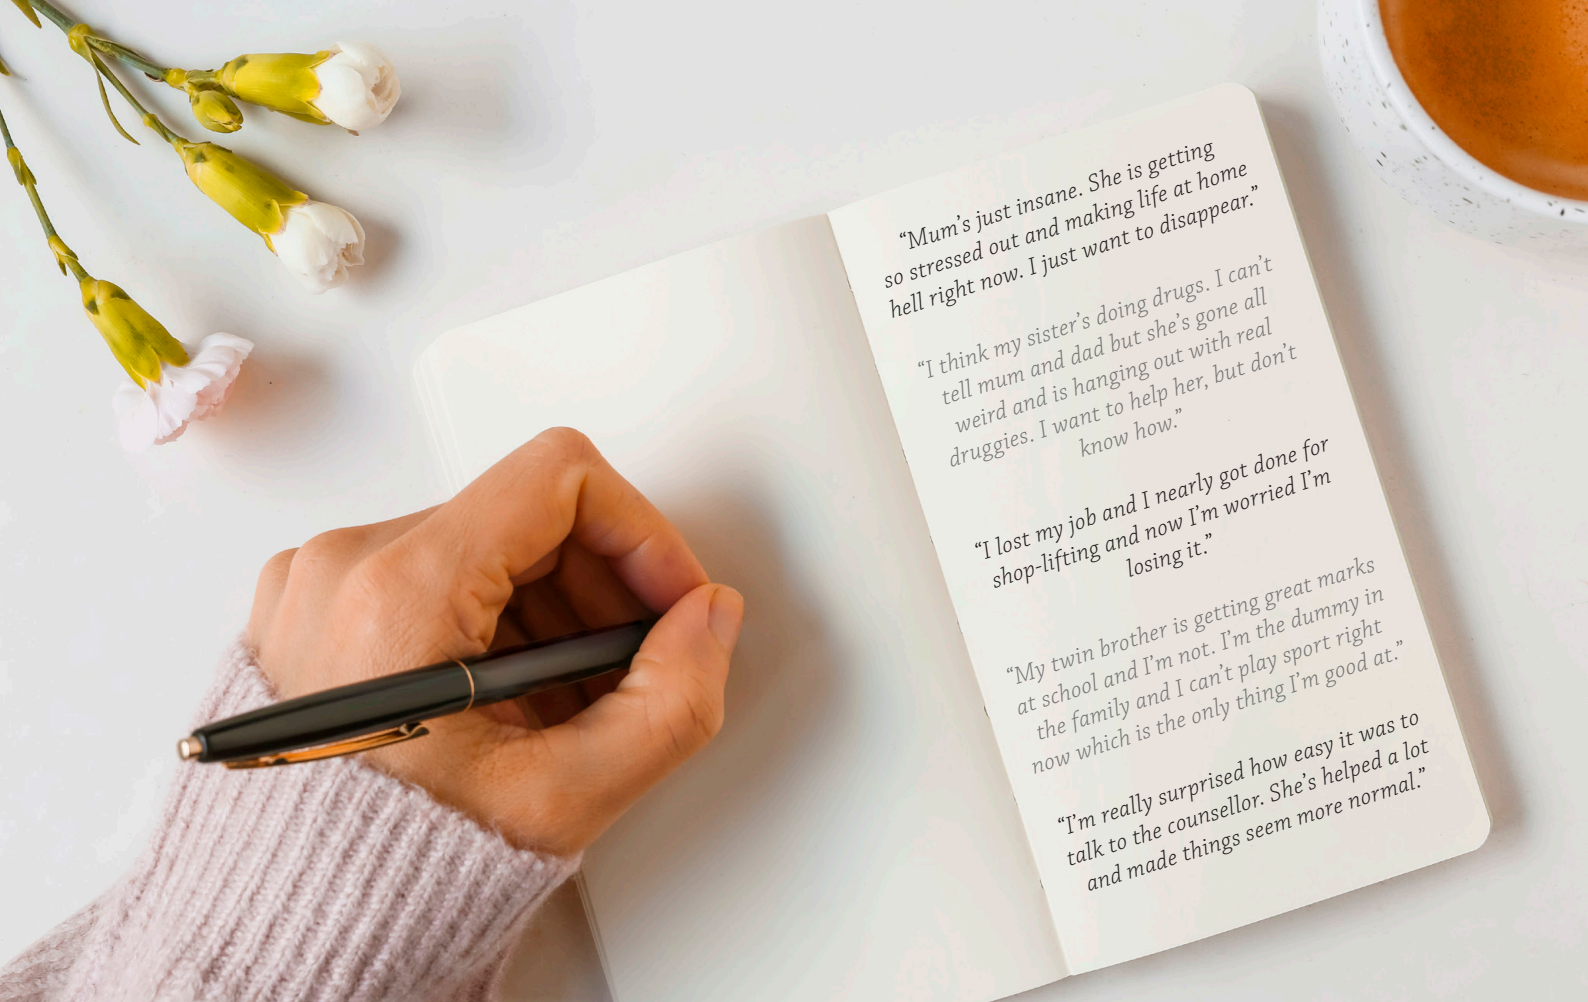 “Mum’s just insane. She is getting
so stressed out and making life at home
hell right now. I just want to disappear.”
“I think my sister’s doing drugs. I can’t
tell mum and dad but she’s gone all
weird and is hanging out with real
druggies. I want to help her, but don’t
know how.”
“I lost my job and I nearly got done for
shop-lifting and now I’m worried I’m
losing it.”
“My twin brother is getting great marks
at school and I’m not. I’m the dummy in
the family and I can’t play sport right
now which is the only thing I’m good at.”
“I’m really surprised how easy it was to
talk to the counsellor. She’s helped a lot
and made things seem more normal.”